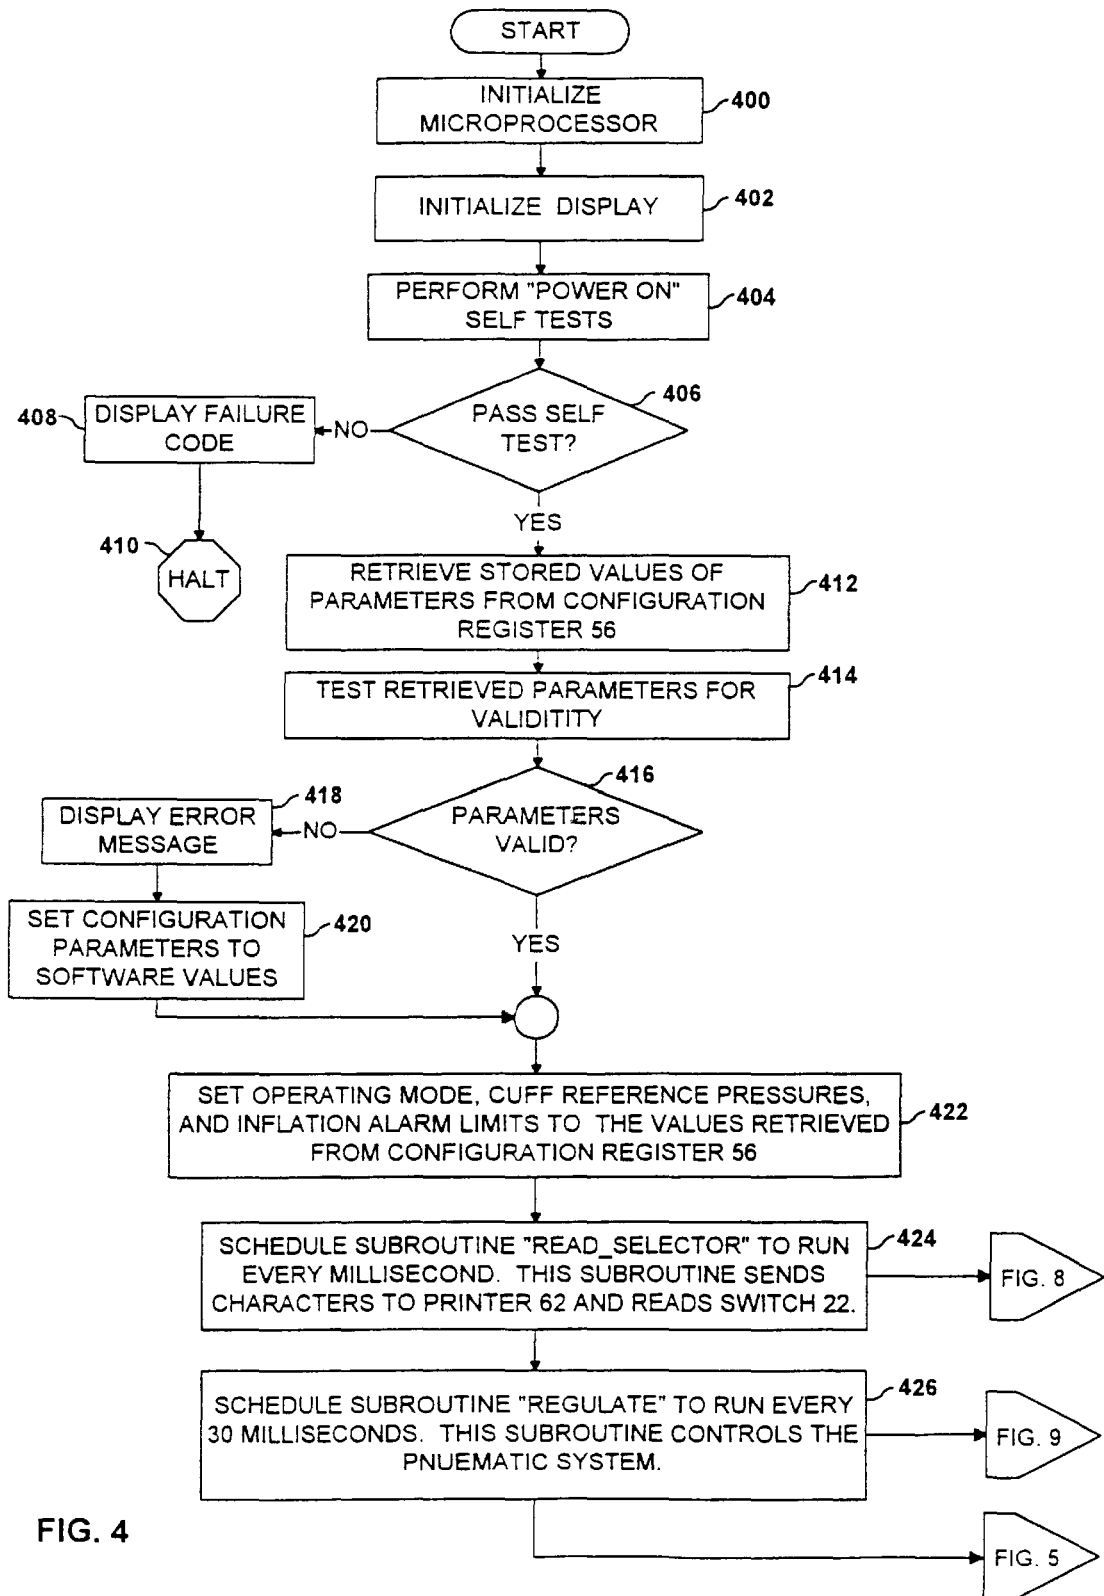 START
INITIALIZE
MICROPROCESSOR
400
INITIALIZE DISPLAY
402
PERFORM "POWER ON"
SELF TESTS
404
406
PASS SELF
TEST?
NO
408
DISPLAY FAILURE
CODE
410
HALT
YES
RETRIEVE STORED VALUES OF
PARAMETERS FROM CONFIGURATION
REGISTER 56
412
TEST RETRIEVED PARAMETERS FOR
VALIDITITY
414
416
PARAMETERS
VALID?
NO
418
DISPLAY ERROR
MESSAGE
SET CONFIGURATION
PARAMETERS TO
SOFTWARE VALUES
420
YES
SET OPERATING MODE, CUFF REFERENCE PRESSURES,
AND INFLATION ALARM LIMITS TO THE VALUES RETRIEVED
FROM CONFIGURATION REGISTER 56
422
SCHEDULE SUBROUTINE "READ_SELECTOR" TO RUN
EVERY MILLISECOND. THIS SUBROUTINE SENDS
CHARACTERS TO PRINTER 62 AND READS SWITCH 22.
424
FIG. 8
SCHEDULE SUBROUTINE "REGULATE" TO RUN EVERY
30 MILLISECONDS. THIS SUBROUTINE CONTROLS THE
PNUEMATIC SYSTEM.
426
FIG. 9
FIG. 4
FIG. 5